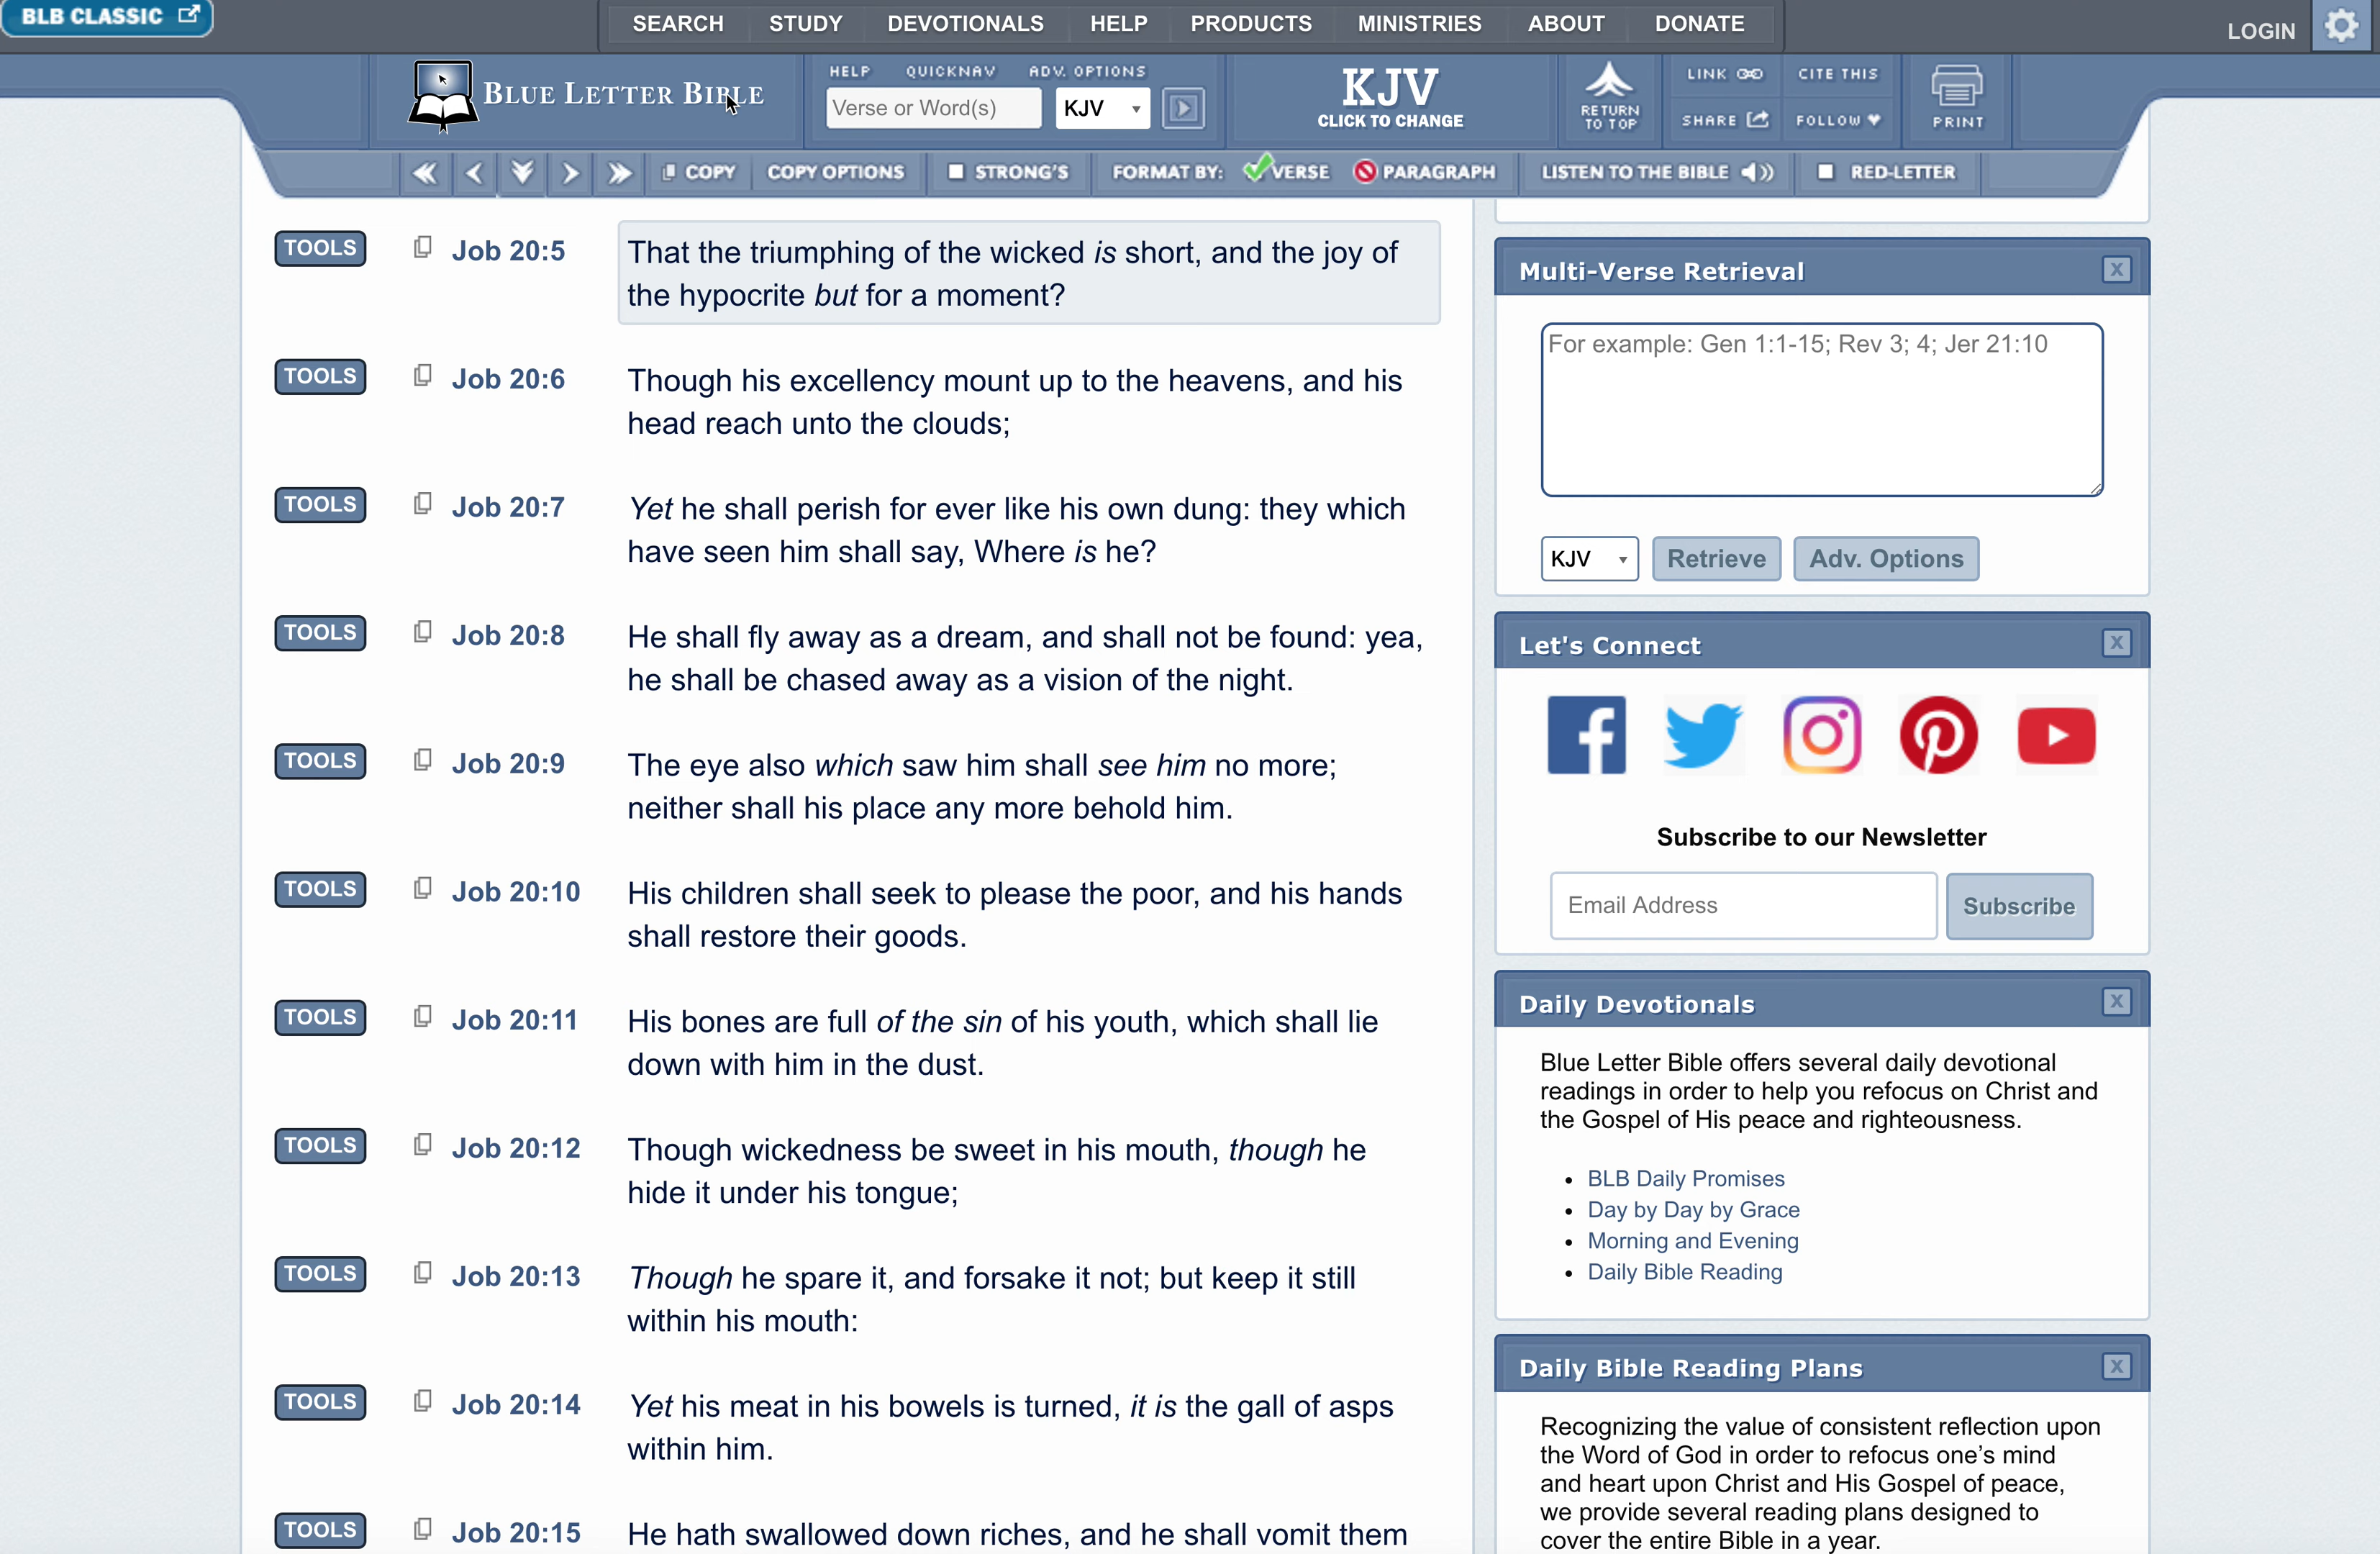 BLB CLASSIC
SEARCH STUDY DEVOTIONALS HELP PRODUCTS MINISTRIES ABOUT DONATE
LOGIN
BLUE LETTER BIBLE
HELP QUICKNAV ADV. OPTIONS
Verse or Word(s) KJV
KJV
CLICK TO CHANGE
RETURN
TO TOP
LINK CITE THIS
SHARE FOLLOW
PRINT
COPY COPY OPTIONS STRONG'S FORMAT BY: VERSE PARAGRAPH LISTEN TO THE BIBLE RED-LETTER
TOOLS Job 20:5 That the triumphing of the wicked is short, and the joy of
the hypocrite but for a moment?
TOOLS Job 20:6 Though his excellency mount up to the heavens, and his
head reach unto the clouds;
TOOLS Job 20:7 Yet he shall perish for ever like his own dung: they which
have seen him shall say, Where is he?
TOOLS Job 20:8 He shall fly away as a dream, and shall not be found: yea,
he shall be chased away as a vision of the night.
TOOLS Job 20:9 The eye also which saw him shall see him no more;
neither shall his place any more behold him.
TOOLS Job 20:10 His children shall seek to please the poor, and his hands
shall restore their goods.
TOOLS Job 20:11 His bones are full of the sin of his youth, which shall lie
down with him in the dust.
TOOLS Job 20:12 Though wickedness be sweet in his mouth, though he
hide it under his tongue;
TOOLS Job 20:13 Though he spare it, and forsake it not; but keep it still
within his mouth:
TOOLS Job 20:14 Yet his meat in his bowels is turned, it is the gall of asps
within him.
TOOLS Job 20:15 He hath swallowed down riches, and he shall vomit them
Multi-Verse Retrieval X
For example: Gen 1:1-15; Rev 3; 4; Jer 21:10
KJV Retrieve Adv. Options
Let's Connect X
Subscribe to our Newsletter
Email Address Subscribe
Daily Devotionals X
Blue Letter Bible offers several daily devotional
readings in order to help you refocus on Christ and
the Gospel of His peace and righteousness.
• BLB Daily Promises
• Day by Day by Grace
• Morning and Evening
• Daily Bible Reading
Daily Bible Reading Plans X
Recognizing the value of consistent reflection upon
the Word of God in order to refocus one’s mind
and heart upon Christ and His Gospel of peace,
we provide several reading plans designed to
cover the entire Bible in a year.